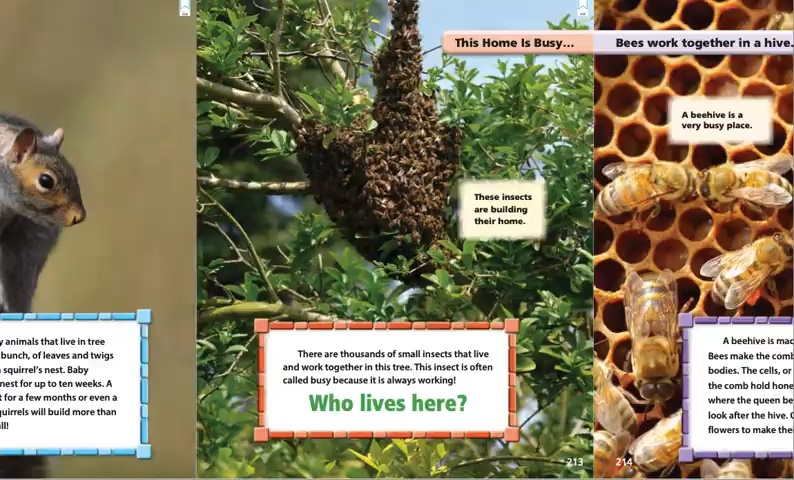 y animals that live in tree
bunch, of leaves and twigs
squirrel's nest. Baby
nest for up to ten weeks. A
t for a few months or even a
quirrels will build more than
ll!
This Home Is Busy...
These insects
are building
their home.
There are thousands of small insects that live
and work together in this tree. This insect is often
called busy because it is always working!
Who lives here?
213
Bees work together in a hive.
A beehive is a
very busy place.
A beehive is mad
Bees make the comb
bodies. The cells, or
the comb hold hone
where the queen be
look after the hive.
flowers to make the
214